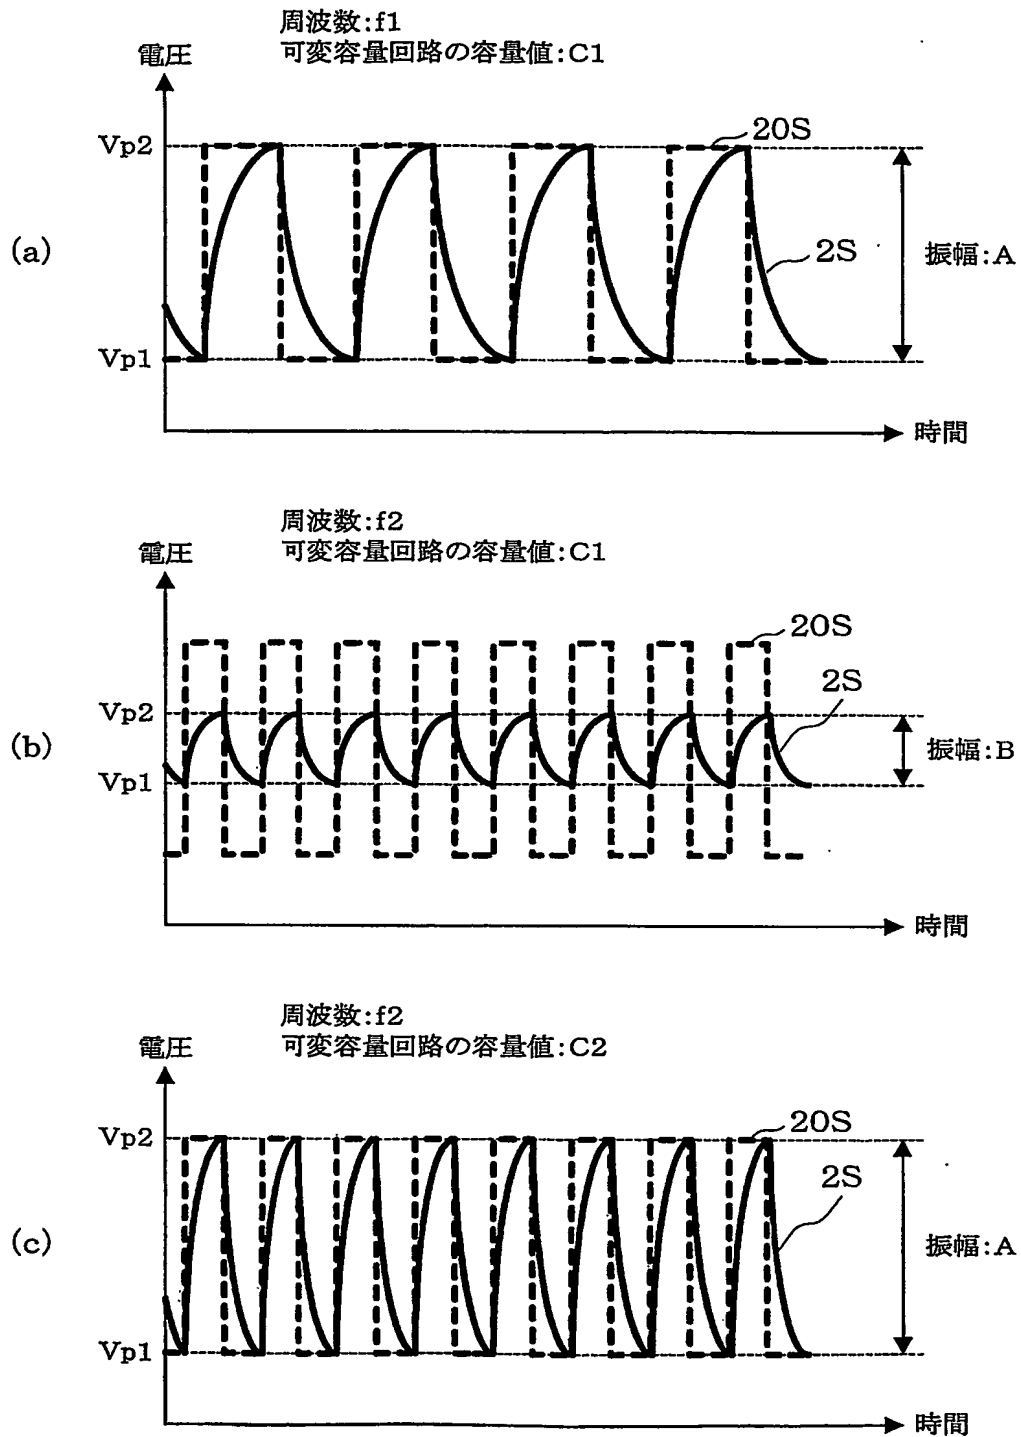 周波数:f1
可変容量回路の容量値:C1
電圧
Vp2
20S
(a)
2S
振幅:A
Vp1
時間
周波数:f2
可変容量回路の容量値:C1
電圧
20S
2S
Vp2
(b)
振幅:B
Vp1
時間
周波数:f2
可変容量回路の容量値:C2
電圧
20S
Vp2
2S
(c)
振幅:A
Vp1
時間